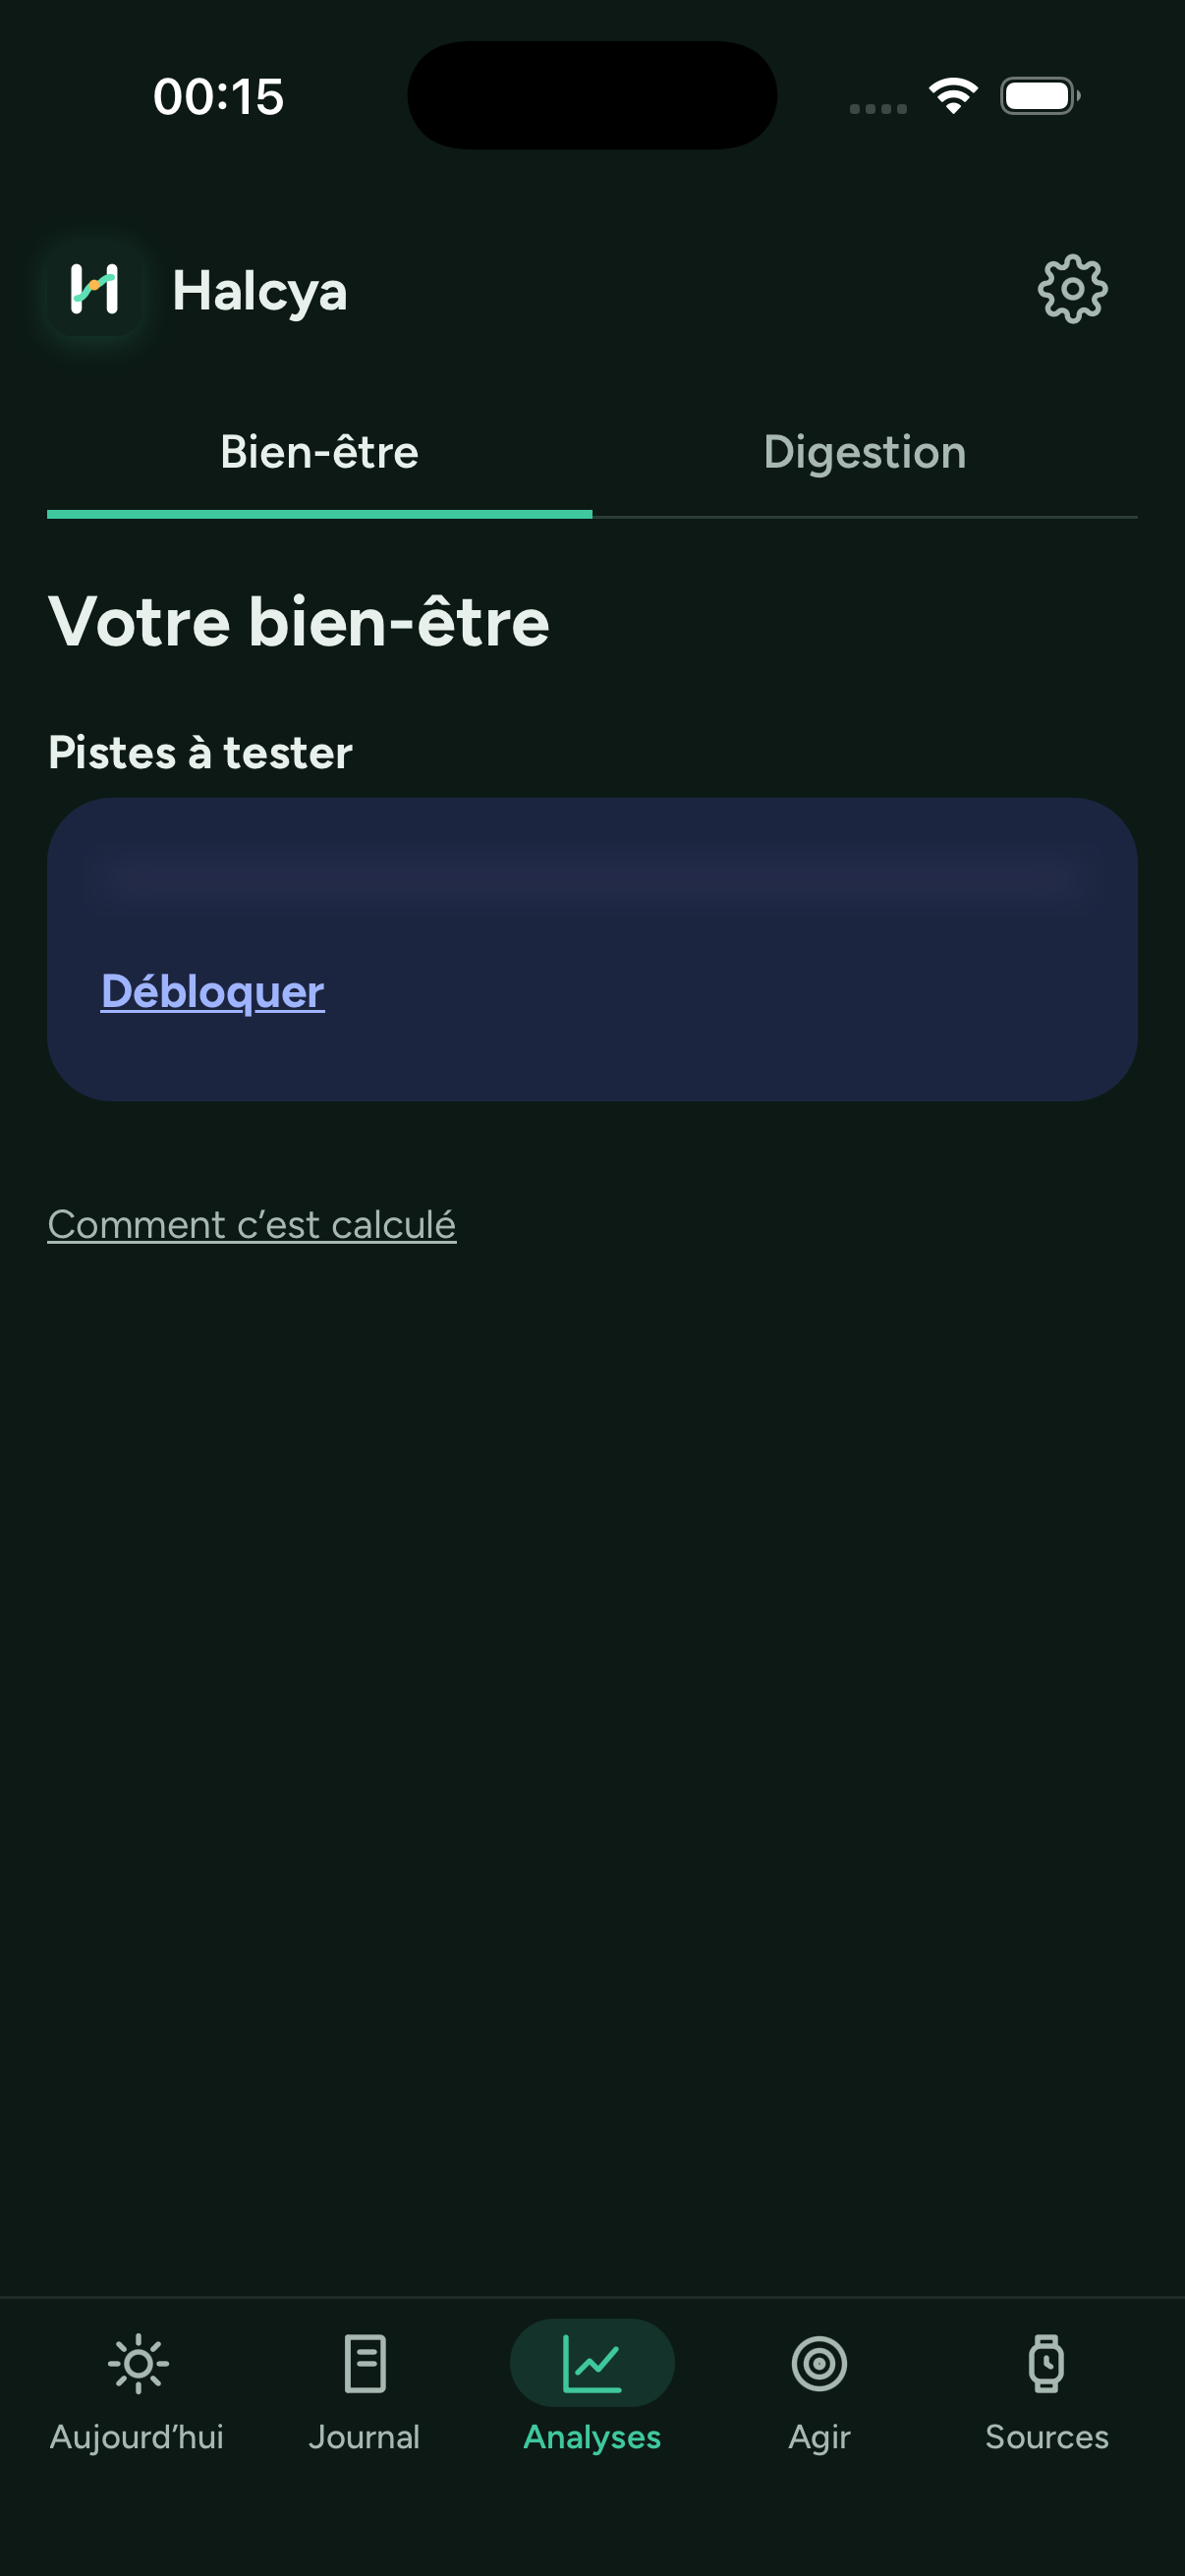 00:15
Halcya
Bien-être
Digestion
Votre bien-être
Pistes à tester
Débloquer
Comment c’est calculé
Aujourd’hui
Journal
Analyses
Agir
Sources